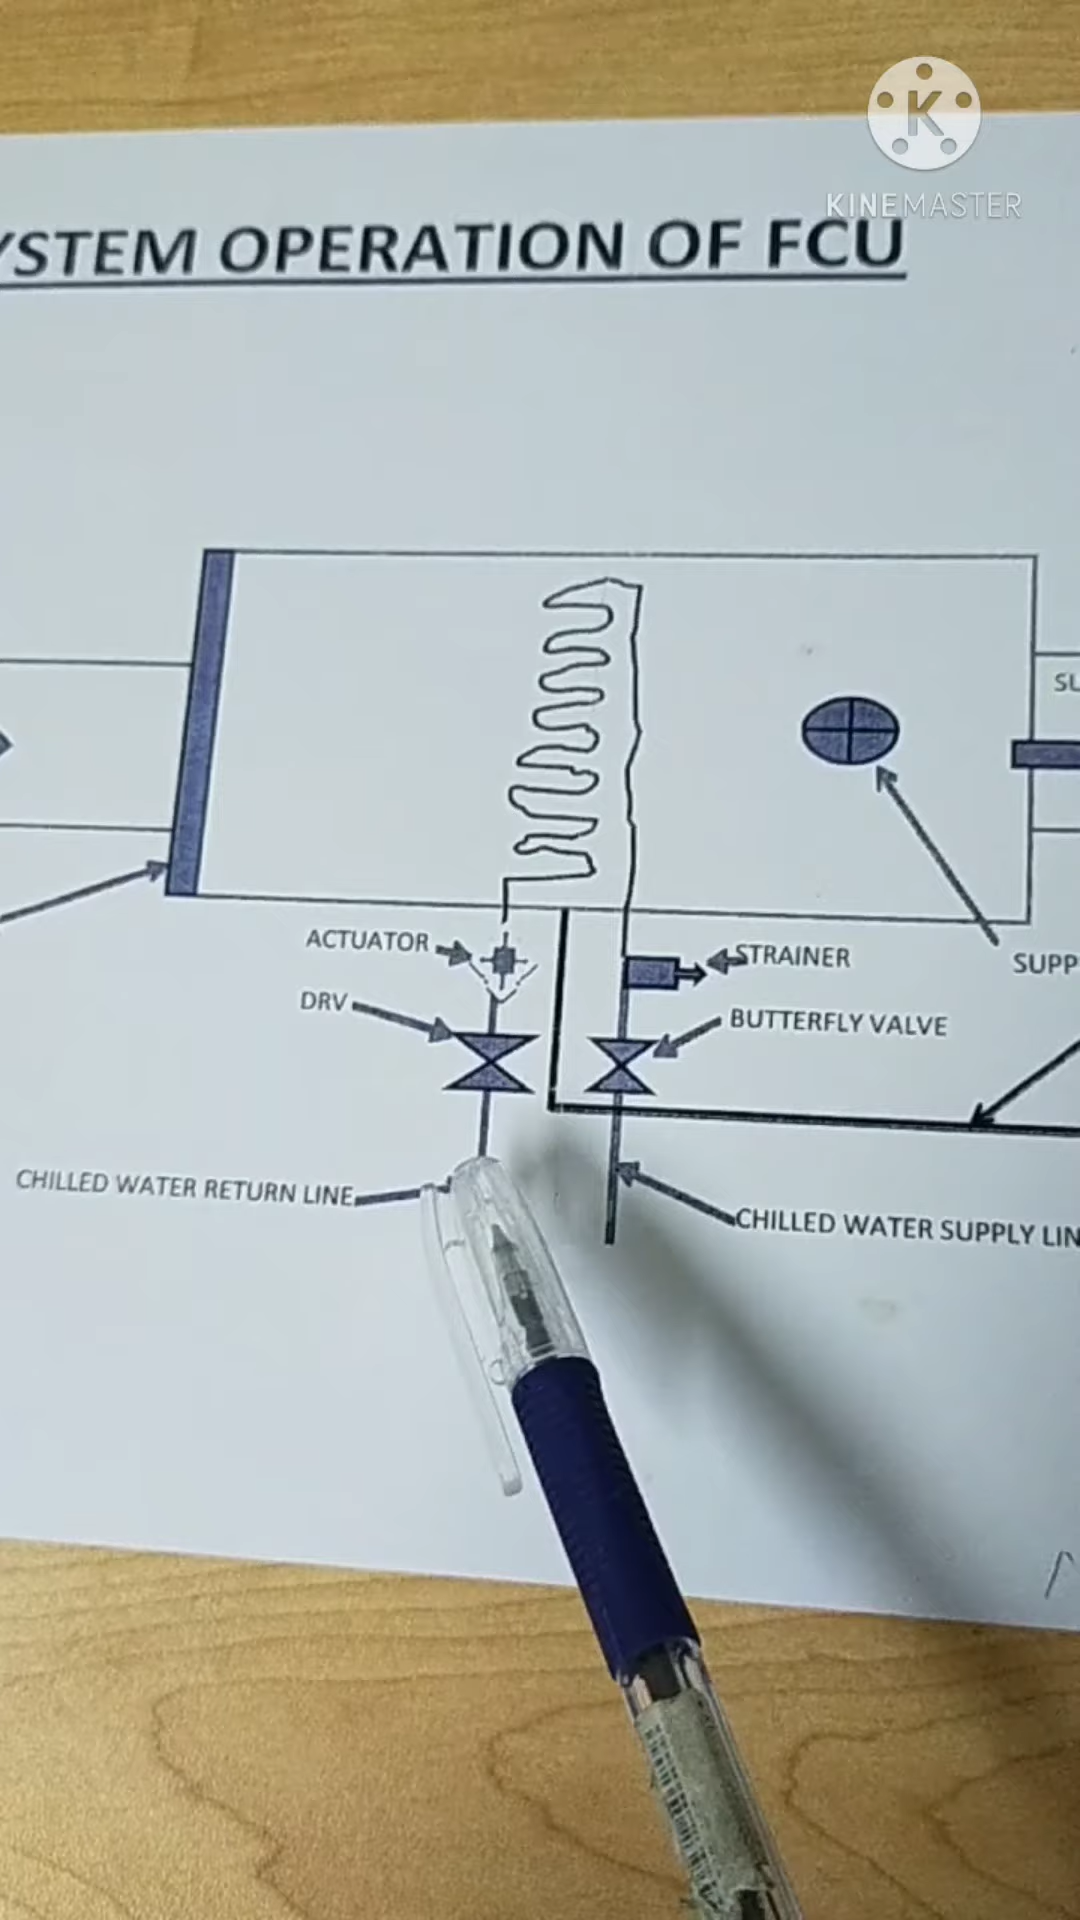 K
KINEMASTER
YSTEM OPERATION OF FCU
SU
ACTUATOR
STRAINER
SUPP
DRV
BUTTERFLY VALVE
CHILLED WATER RETURN LINE
CHILLED WATER SUPPLY LIN